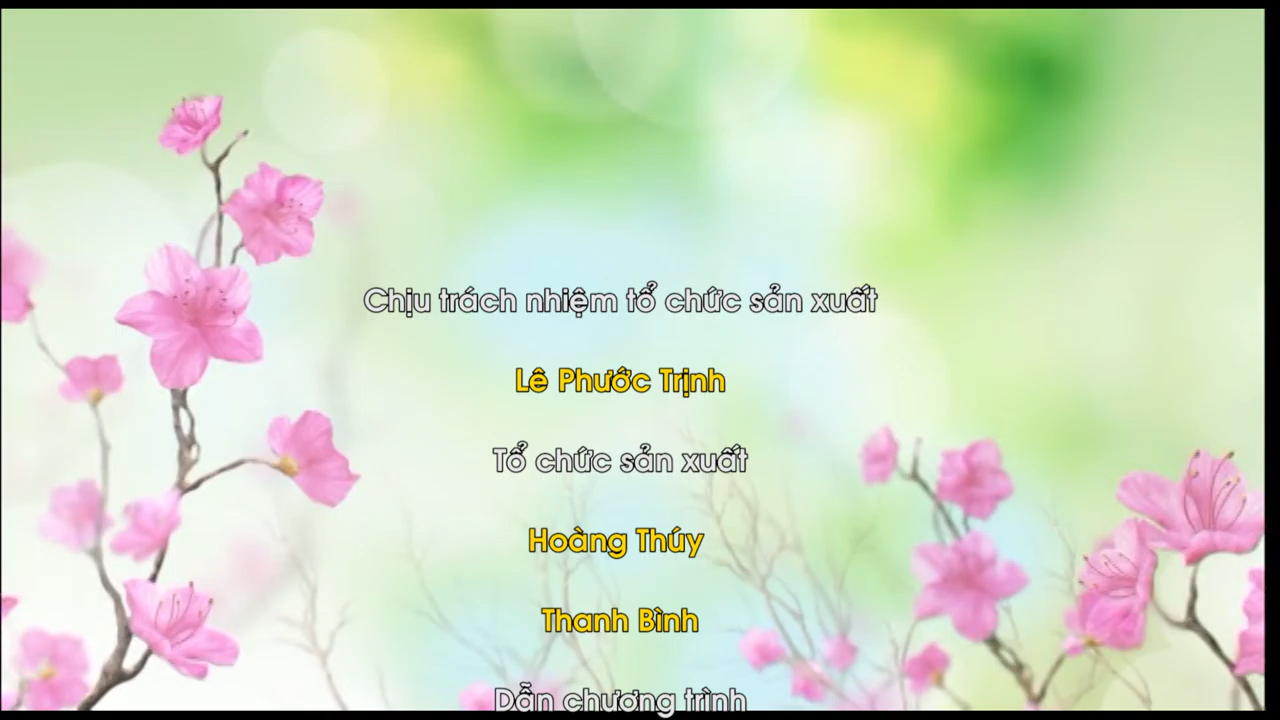 Chịu trách nhiệm tổ chức sản xuất
Lê Phước Trịnh
Tổ chức sản xuất
Hoàng Thúy
Thanh Bình
Dẫn chương trình